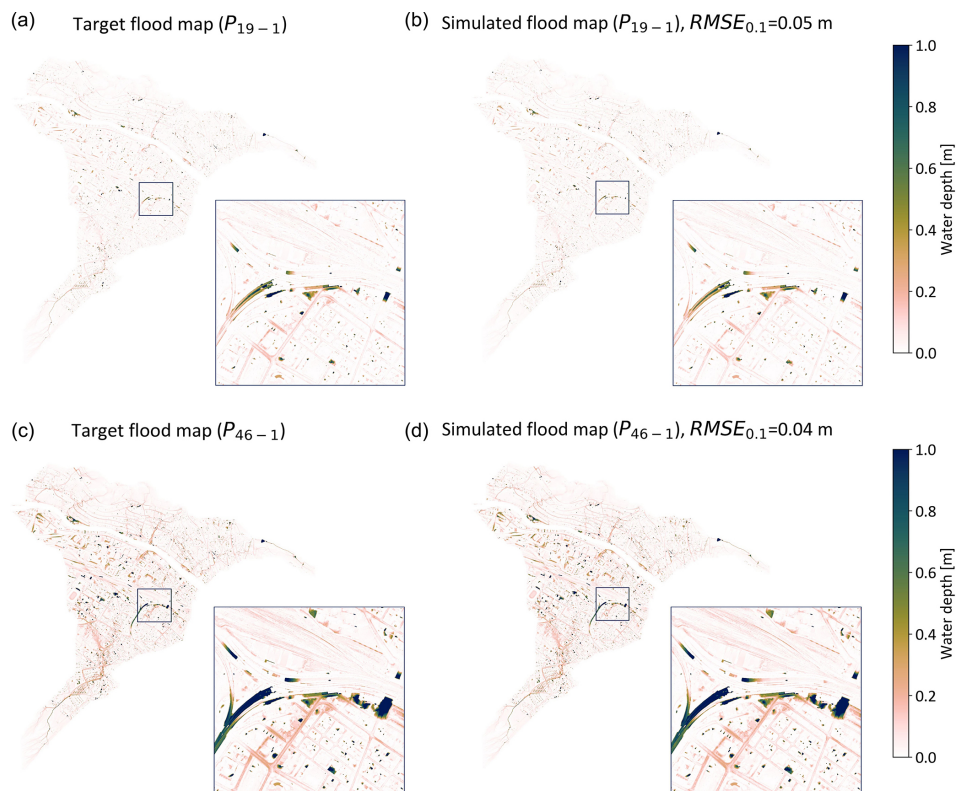 (a) Target flood map (P19−1)
(b) Simulated flood map (P19−1), RMSE0.1=0.05 m
1.0
0.8
0.6
0.4
0.2
0.0
Water depth [m]
(c) Target flood map (P46−1)
(d) Simulated flood map (P46−1), RMSE0.1=0.04 m
1.0
0.8
0.6
0.4
0.2
0.0
Water depth [m]